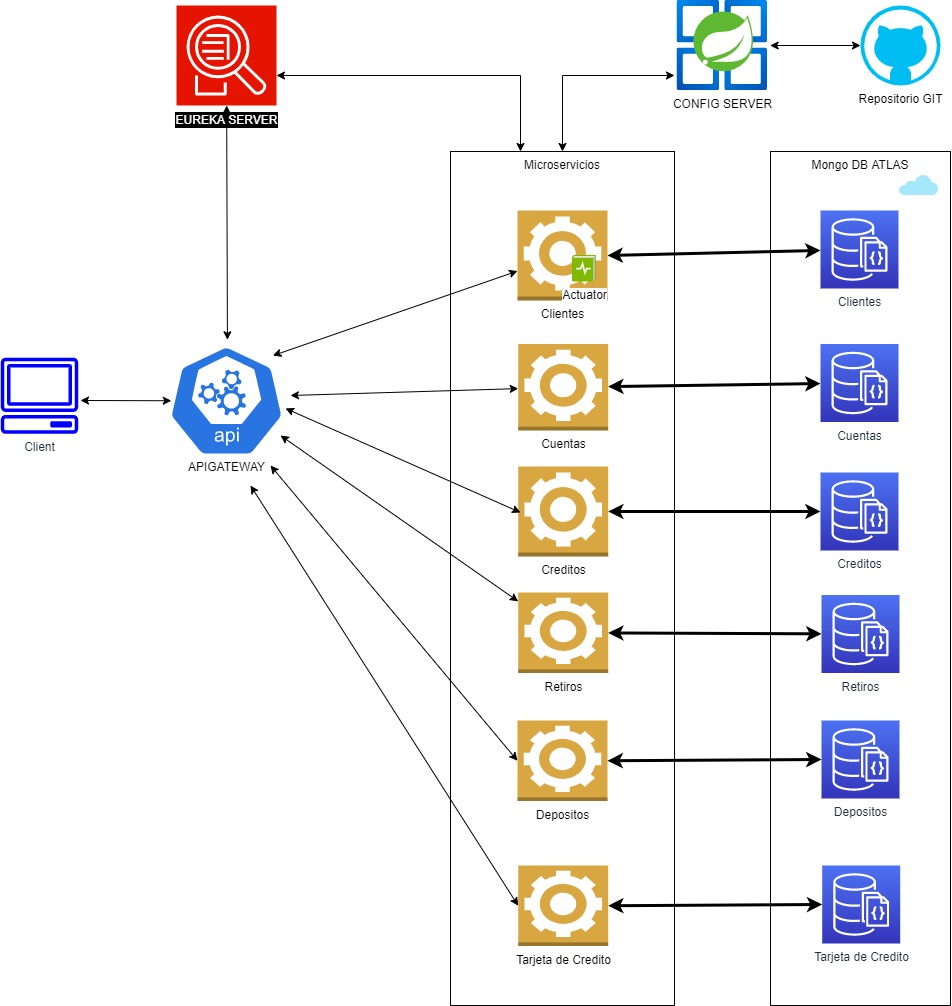 CONFIG SERVER
Repositorio GIT
EUREKA SERVER
Microservicios
Mongo DB ATLAS
Actuator
Clientes
Clientes
Cuentas
Cuentas
api
APIGATEWAY
Client
Creditos
Creditos
Retiros
Retiros
Depositos
Depositos
Tarjeta de Credito
Tarjeta de Credito